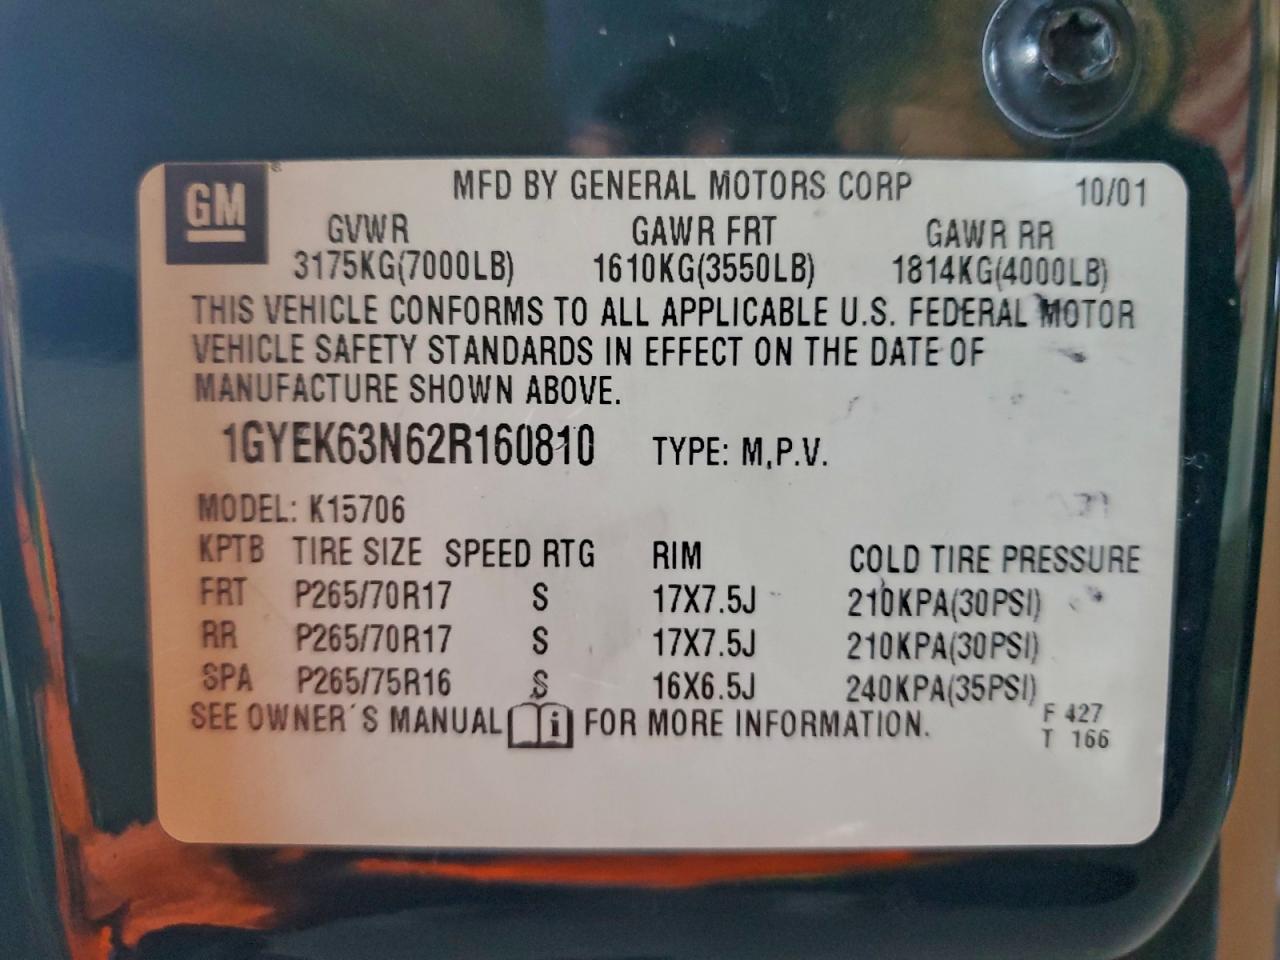 GM
MFD BY GENERAL MOTORS CORP 10/01
GVWR GAWR FRT GAWR RR
3175KG(7000LB) 1610KG(3550LB) 1814KG(4000LB)
THIS VEHICLE CONFORMS TO ALL APPLICABLE U.S. FEDERAL MOTOR
VEHICLE SAFETY STANDARDS IN EFFECT ON THE DATE OF
MANUFACTURE SHOWN ABOVE.
1GYEK63N62R160810 TYPE: M,P.V.
MODEL: K15706
KPTB TIRE SIZE SPEED RTG RIM COLD TIRE PRESSURE
FRT P265/70R17 S 17X7.5J 210KPA(30PSI)
RR P265/70R17 S 17X7.5J 210KPA(30PSI)
SPA P265/75R16 S 16X6.5J 240KPA(35PSI)
SEE OWNER´S MANUAL FOR MORE INFORMATION.
F 427
T 166